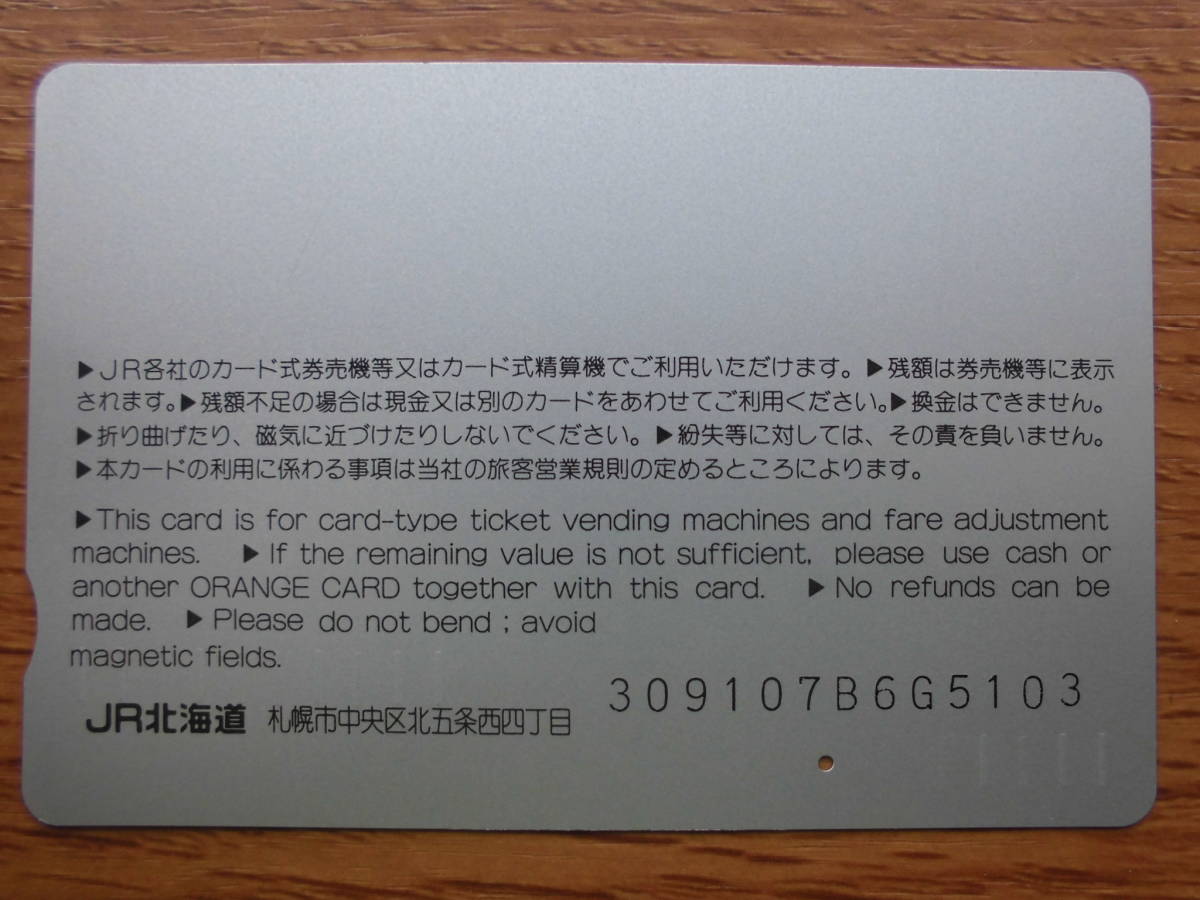 ▶JR各社のカード式券売機等又はカード式精算機でご利用いただけます。▶残額は券売機等に表示
されます。▶残額不足の場合は現金又は別のカードをあわせてご利用ください。▶換金はできません。
▶折り曲げたり、磁気に近づけたりしないでください。▶紛失等に対しては、その責を負いません。
▶本カードの利用に係わる事項は当社の旅客営業規則の定めるところによります。
▶This card is for card-type ticket vending machines and fare adjustment
machines. ▶If the remaining value is not sufficient, please use cash or
another ORANGE CARD together with this card. ▶No refunds can be
made. ▶Please do not bend ; avoid
magnetic fields.
309107B6G5103
JR北海道 札幌市中央区北五条西四丁目